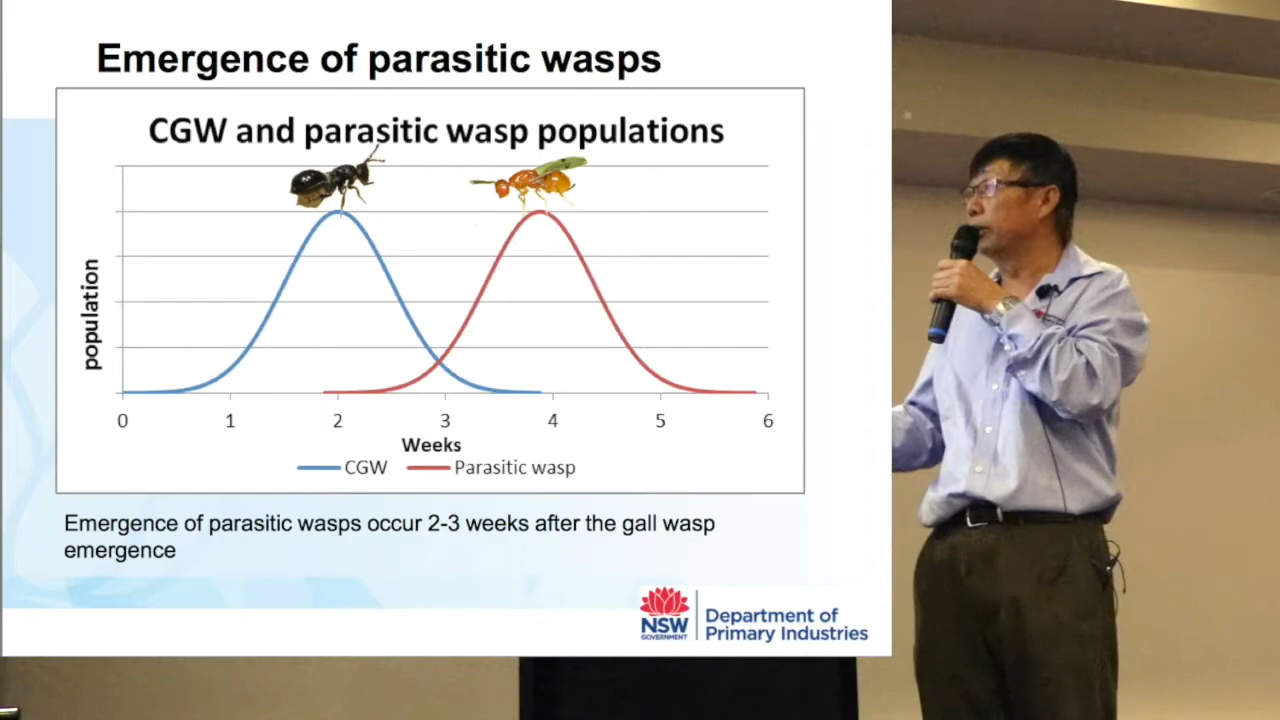 Emergence of parasitic wasps
CGW and parasitic wasp populations
population
0 1 2 3 4 5 6
Weeks
CGW Parasitic wasp
Emergence of parasitic wasps occur 2-3 weeks after the gall wasp
emergence
NSW
GOVERNMENT
Department of
Primary Industries